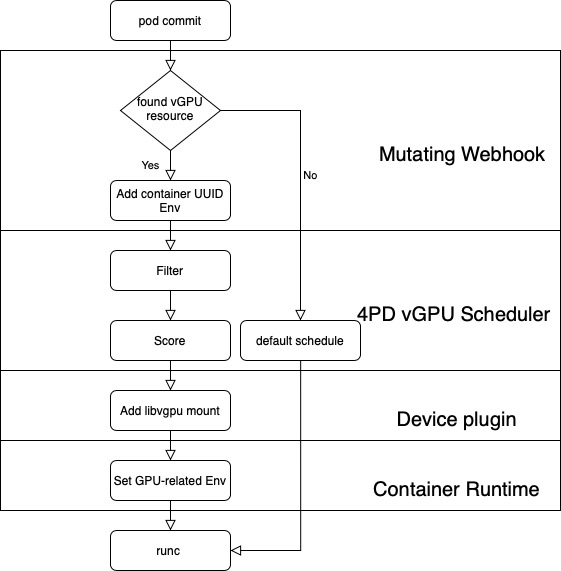 pod commit
found vGPU
resource
Mutating Webhook
Yes
No
Add container UUID
Env
Filter
4PD vGPU Scheduler
Score
default schedule
Add libvgpu mount
Device plugin
Set GPU-related Env
Container Runtime
runc